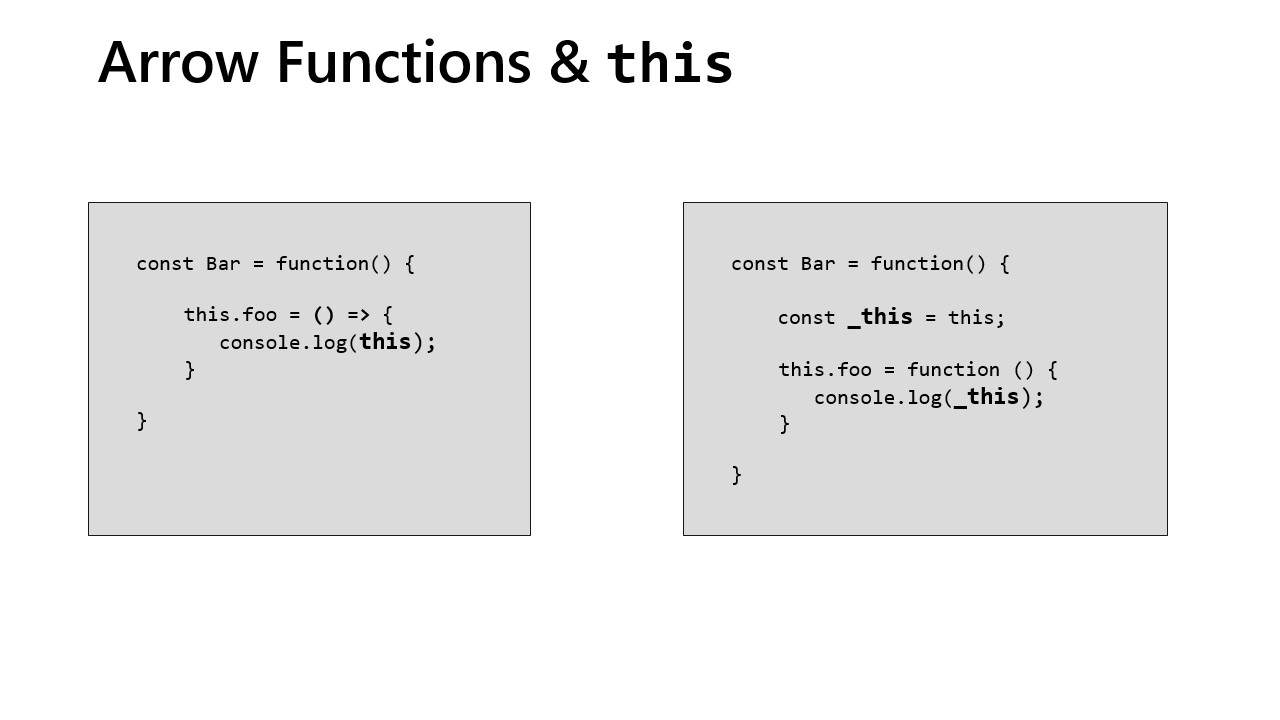 Arrow Functions & this
const Bar = function() {
this.foo = () => {
console.log(this);
}
}
const Bar = function() {
const _this = this;
this.foo = function () {
console.log(_this);
}
}